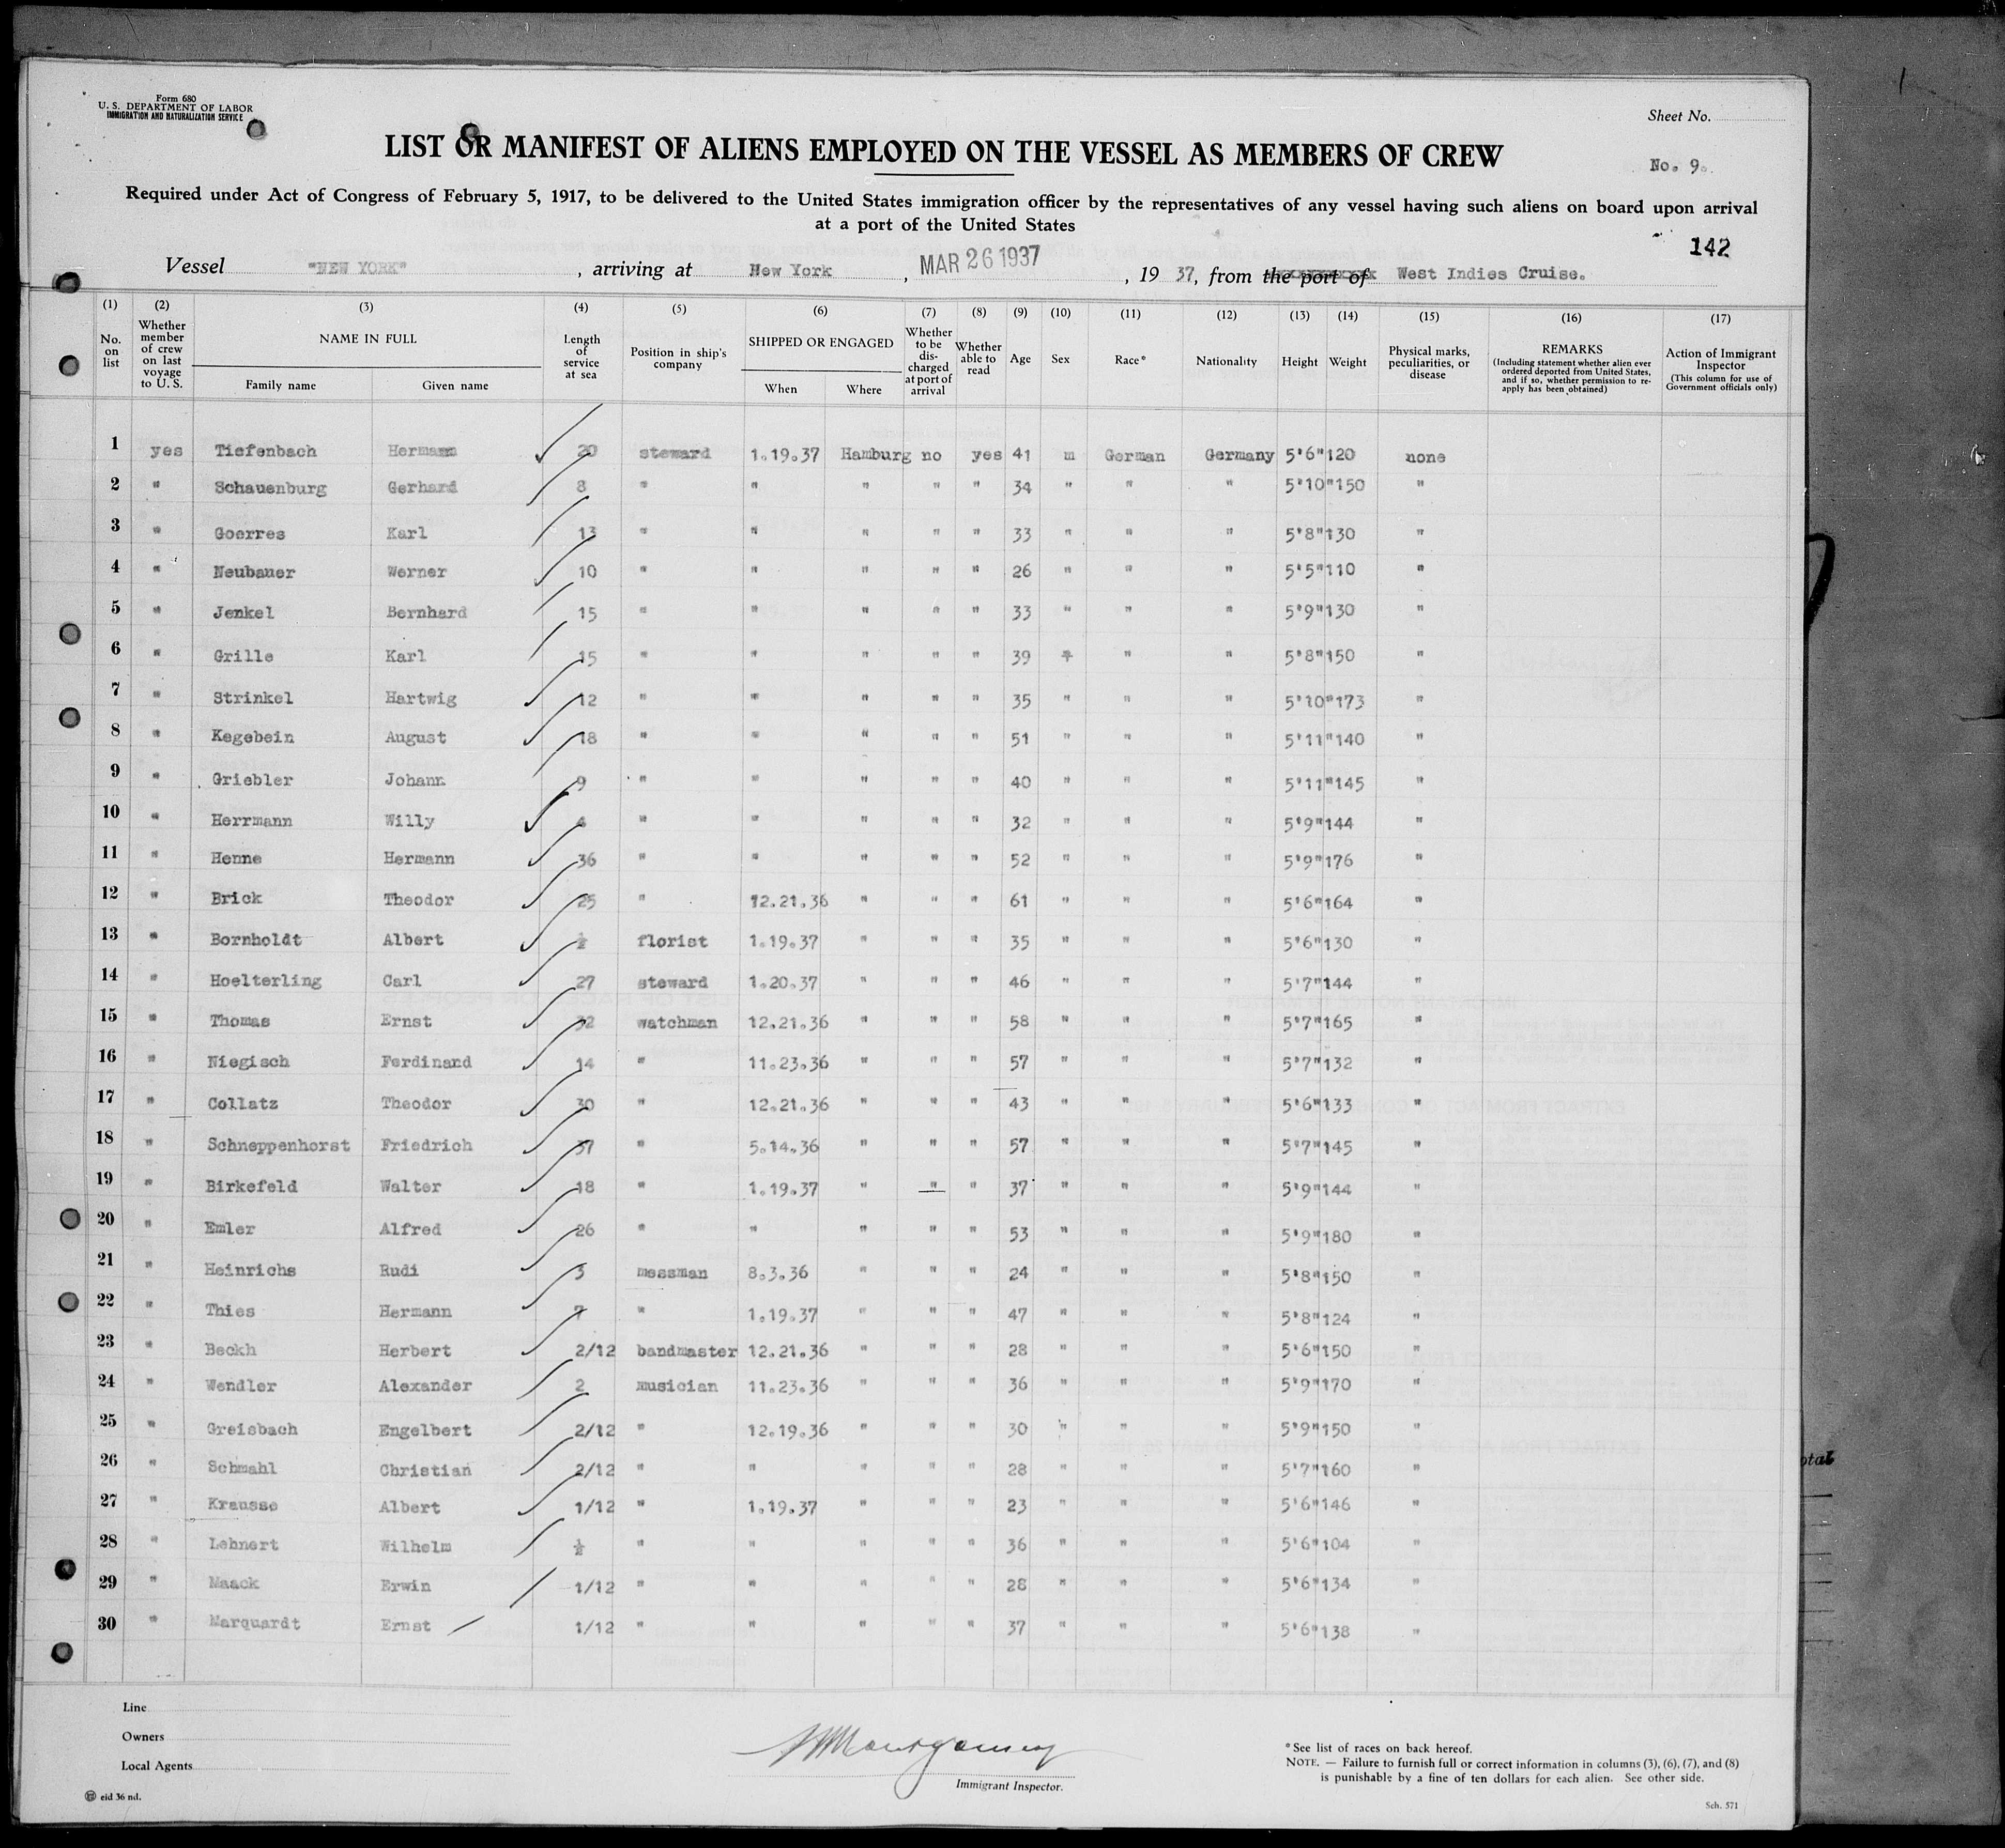 Form 680
U. S. DEPARTMENT OF LABOR
IMMIGRATION AND NATURALIZATION SERVICE
Sheet No.
LIST OR MANIFEST OF ALIENS EMPLOYED ON THE VESSEL AS MEMBERS OF CREW
No. 9.
Required under Act of Congress of February 5, 1917, to be delivered to the United States immigration officer by the representatives of any vessel having such aliens on board upon arrival
at a port of the United States
142
Vessel "NEW YORK", arriving at New York, MAR 26 1937, 19 37, from the port of West Indies Cruise.
(1) (2) (3) (4) (5) (6) (7) (8) (9) (10) (11) (12) (13) (14) (15) (16) (17)
No. on list Whether member of crew on last voyage to U. S. NAME IN FULL Family name Given name Length of service at sea Position in ship's company SHIPPED OR ENGAGED When Where Whether to be discharged at port of arrival Whether able to read Age Sex Race* Nationality Height Weight Physical marks, peculiarities, or disease REMARKS (Including statement whether alien ever ordered deported from United States, and if so, whether permission to reapply has been obtained) Action of Immigrant Inspector (This column for use of Government officials only)
1 yes Tiefenbach Hermann 20 steward 1.19.37 Hamburg no yes 41 m German Germany 5'6" 120 none
2 " Schauenburg Gerhard 8 " " " " " 34 " " " 5'10" 150 "
3 " Goerres Karl 13 " " " " " 33 " " " 5'8" 130 "
4 " Neubauer Werner 10 " " " " " 26 " " " 5'5" 110 "
5 " Jenkel Bernhard 15 " " " " " 33 " " " 5'9" 130 "
6 " Grille Karl 15 " " " " " 39 " " 5'8" 150 "
7 " Strinkel Hartwig 12 " " " " " 35 " " " 5'10" 173 "
8 " Kegebein August 18 " " " " " 51 " " " 5'11" 140 "
9 " Griebler Johann 9 " " " " " 40 " " " 5'11" 145 "
10 " Herrmann Willy " " " " " 32 " " " 5'9" 144 "
11 " Henne Hermann 36 " " " " " 52 " " " 5'9" 176 "
12 " Brick Theodor 25 " 12.21.36 " " " 61 " " " 5'6" 164 "
13 " Bornholdt Albert ½ florist 1.19.37 " " " 35 " " " 5'6" 130 "
14 " Hoelterling Carl 27 steward 1.20.37 " " " 46 " " " 5'7" 144 "
15 " Thomas Ernst 32 watchman 12.21.36 " " " 58 " " " 5'7" 165 "
16 " Niegisch Ferdinand 14 " 11.23.36 " " " 57 " " " 5'7" 132 "
17 " Collatz Theodor 30 " 12.21.36 " " " 43 " " " 5'6" 133 "
18 " Schneppenhorst Friedrich 37 " 5.14.36 " " " 57 " " " 5'7" 145 "
19 " Birkefeld Walter 18 " 1.19.37 " " " 37 " " " 5'9" 144 "
20 " Emler Alfred 26 " " " " " 53 " " " 5'9" 180 "
21 " Heinrichs Rudi 3 messman 8.3.36 " " " 24 " " " 5'8" 150 "
22 " Thies Hermann 7 " 1.19.37 " " " 47 " " " 5'8" 124 "
23 " Beckh Herbert 2/12 bandmaster 12.21.36 " " " 28 " " " 5'6" 150 "
24 " Wendler Alexander 2 musician 11.23.36 " " " 36 " " " 5'9" 170 "
25 " Greisbach Engelbert 2/12 " 12.19.36 " " " 30 " " " 5'9" 150 "
26 " Schmahl Christian 2/12 " " " " " 28 " " " 5'7" 160 "
27 " Krausse Albert 1/12 " 1.19.37 " " " 23 " " " 5'6" 146 "
28 " Lehnert Wilhelm ½ " " " " " 36 " " " 5'6" 104 "
29 " Maack Erwin 1/12 " " " " " 28 " " " 5'6" 134 "
30 " Marquardt Ernst 1/12 " " " " " 37 " " " 5'6" 138 "
Line
Owners
Local Agents
eid 36 nd.
Montgomery
Immigrant Inspector.
*See list of races on back hereof.
NOTE. — Failure to furnish full or correct information in columns (3), (6), (7), and (8)
is punishable by a fine of ten dollars for each alien. See other side.
Sch. 571